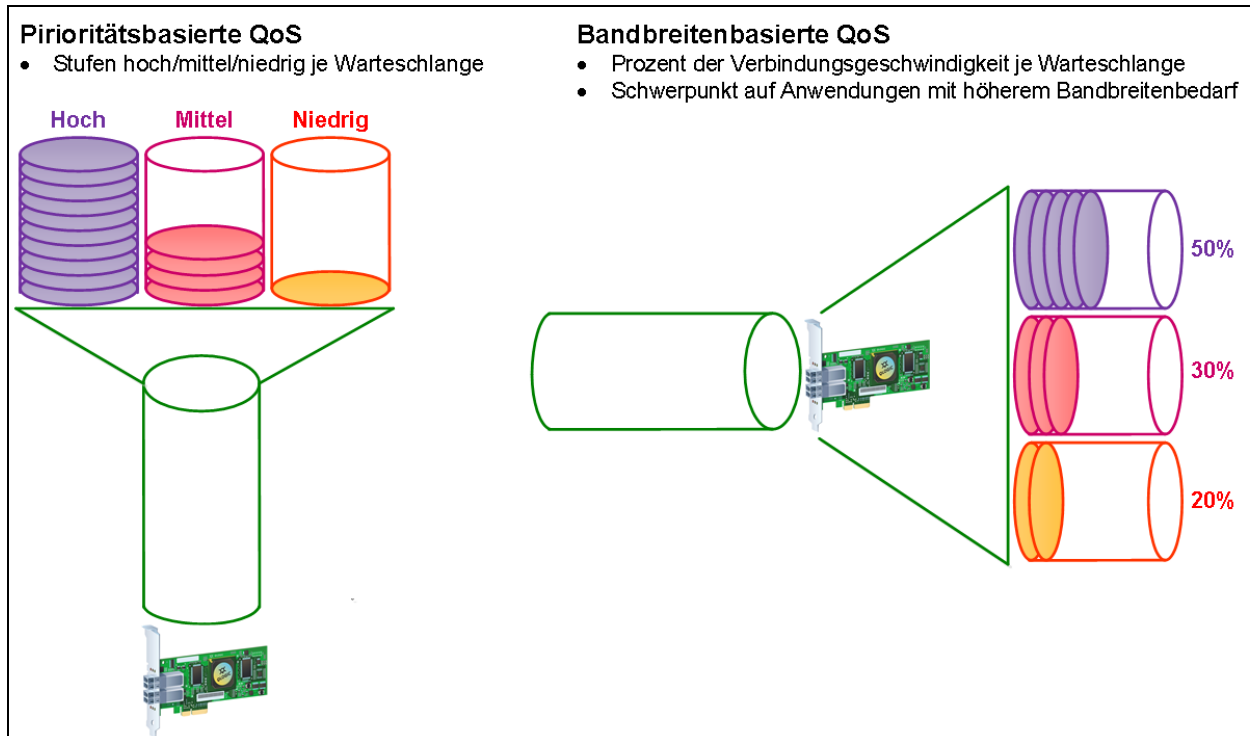 Pirioritätsbasierte QoS
• Stufen hoch/mittel/niedrig je Warteschlange
Hoch
Mittel
Niedrig
Bandbreitenbasierte QoS
• Prozent der Verbindungsgeschwindigkeit je Warteschlange
• Schwerpunkt auf Anwendungen mit höherem Bandbreitenbedarf
50%
30%
20%